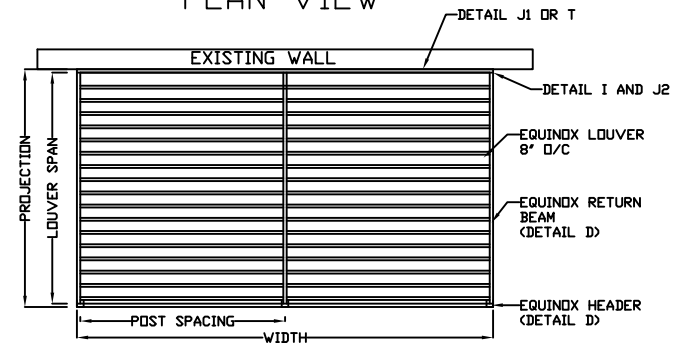 PLAN VIEW
DETAIL J1 OR T
EXISTING WALL
DETAIL I AND J2
EQUINOX LOUVER
8" O/C
PROJECTION
LOUVER SPAN
EQUINOX RETURN
BEAM
(DETAIL D)
EQUINOX HEADER
(DETAIL D)
POST SPACING
WIDTH